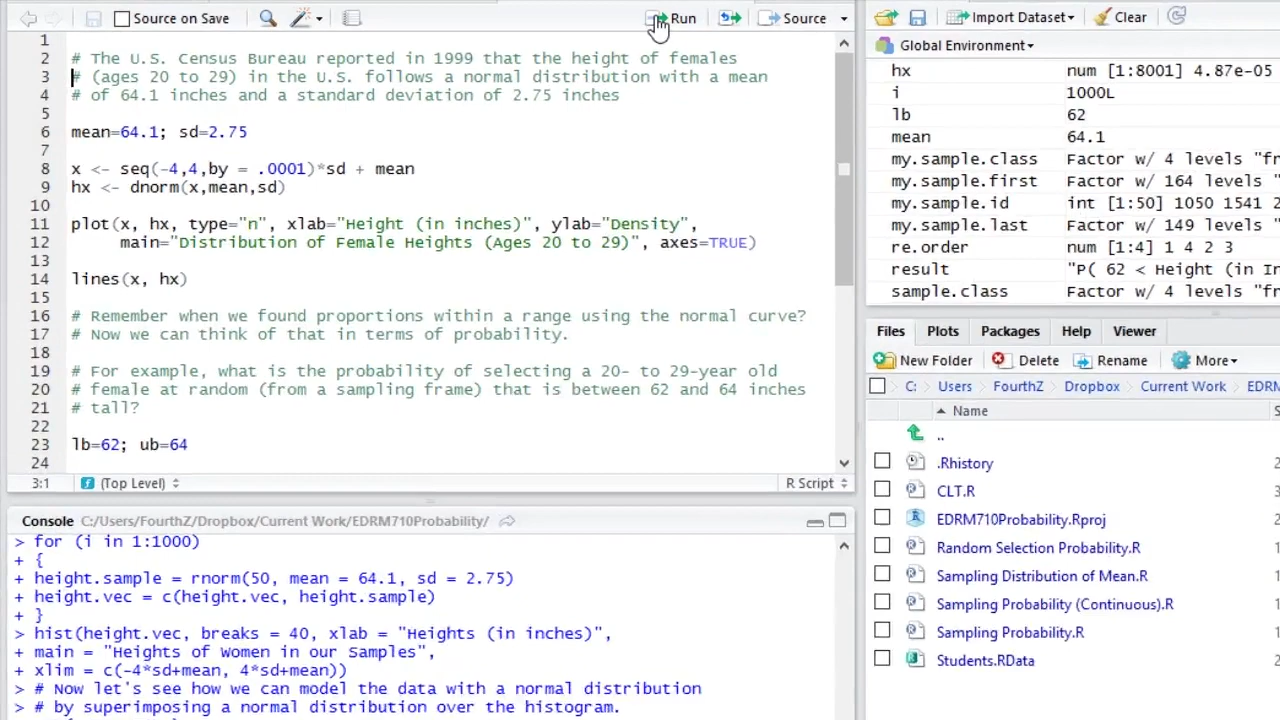 Source on Save
Run
Source
1
2 # The U.S. Census Bureau reported in 1999 that the height of females
3 # (ages 20 to 29) in the U.S. follows a normal distribution with a mean
4 # of 64.1 inches and a standard deviation of 2.75 inches
5
6 mean=64.1; sd=2.75
7
8 x <- seq(-4,4,by = .0001)*sd + mean
9 hx <- dnorm(x,mean,sd)
10
11 plot(x, hx, type="n", xlab="Height (in inches)", ylab="Density",
12 main="Distribution of Female Heights (Ages 20 to 29)", axes=TRUE)
13
14 lines(x, hx)
15
16 # Remember when we found proportions within a range using the normal curve?
17 # Now we can think of that in terms of probability.
18
19 # For example, what is the probability of selecting a 20- to 29-year old
20 # female at random (from a sampling frame) that is between 62 and 64 inches
21 # tall?
22
23 lb=62; ub=64
24
3:1 (Top Level) R Script
Console C:/Users/FourthZ/Dropbox/Current Work/EDRM710Probability/
> for (i in 1:1000)
+ {
+ height.sample = rnorm(50, mean = 64.1, sd = 2.75)
+ height.vec = c(height.vec, height.sample)
+ }
> hist(height.vec, breaks = 40, xlab = "Heights (in inches)",
+ main = "Heights of Women in our Samples",
+ xlim = c(-4*sd+mean, 4*sd+mean))
> # Now let's see how we can model the data with a normal distribution
> # by superimposing a normal distribution over the histogram.
Import Dataset Clear
Global Environment
hx num [1:8001] 4.87e-05
i 1000L
lb 62
mean 64.1
my.sample.class Factor w/ 4 levels "fr
my.sample.first Factor w/ 164 levels "
my.sample.id int [1:50] 1050 1541 2
my.sample.last Factor w/ 149 levels "
re.order num [1:4] 1 4 2 3
result "P( 62 < Height (in In
sample.class Factor w/ 4 levels "fr
Files Plots Packages Help Viewer
New Folder Delete Rename More
C: Users FourthZ Dropbox Current Work EDRM
Name
..
.Rhistory
CLT.R
EDRM710Probability.Rproj
Random Selection Probability.R
Sampling Distribution of Mean.R
Sampling Probability (Continuous).R
Sampling Probability.R
Students.RData